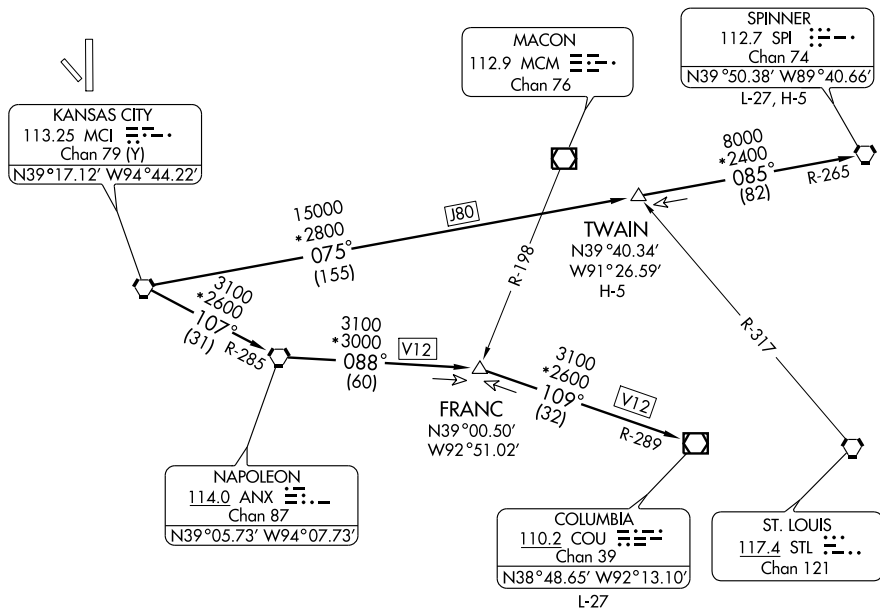 MACON
112.9 MCM
Chan 76
SPINNER
112.7 SPI
Chan 74
N39°50.38' W89°40.66'
L-27, H-5
KANSAS CITY
113.25 MCI
Chan 79 (Y)
N39°17.12' W94°44.22'
8000
*2400
085°
(82)
R-265
15000
*2800
075°
(155)
J80
TWAIN
N39°40.34'
W91°26.59'
H-5
R-198
R-317
3100
*2600
107°
(31)
R-285
3100
*3000
088°
(60)
V12
FRANC
N39°00.50'
W92°51.02'
3100
*2600
109°
(32)
V12
R-289
NAPOLEON
114.0 ANX
Chan 87
N39°05.73' W94°07.73'
COLUMBIA
110.2 COU
Chan 39
N38°48.65' W92°13.10'
L-27
ST. LOUIS
117.4 STL
Chan 121